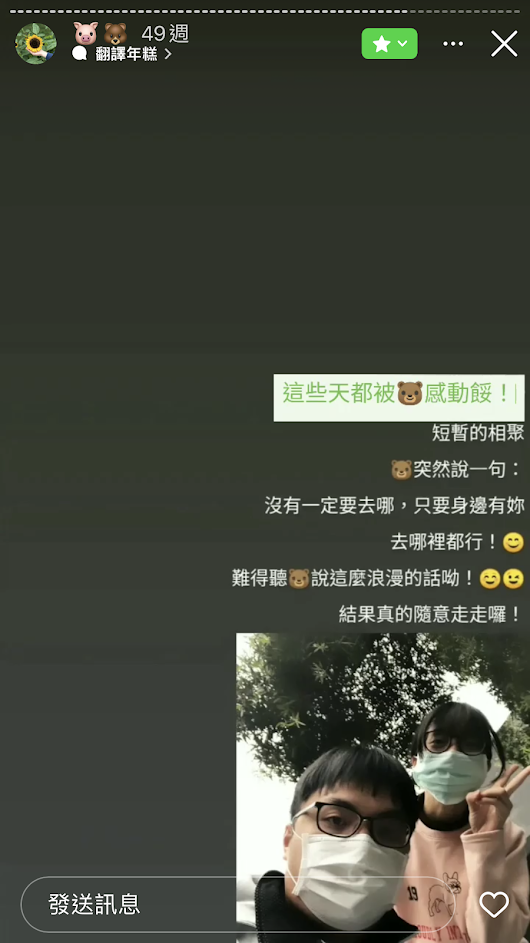 🐷🐻 49 週
翻譯年糕 >
這些天都被🐻感動餒！
短暫的相聚
🐻突然說一句：
沒有一定要去哪，只要身邊有妳
去哪裡都行！😊
難得聽🐻說這麼浪漫的話呦！😊😉
結果真的隨意走走囉！
19
發送訊息